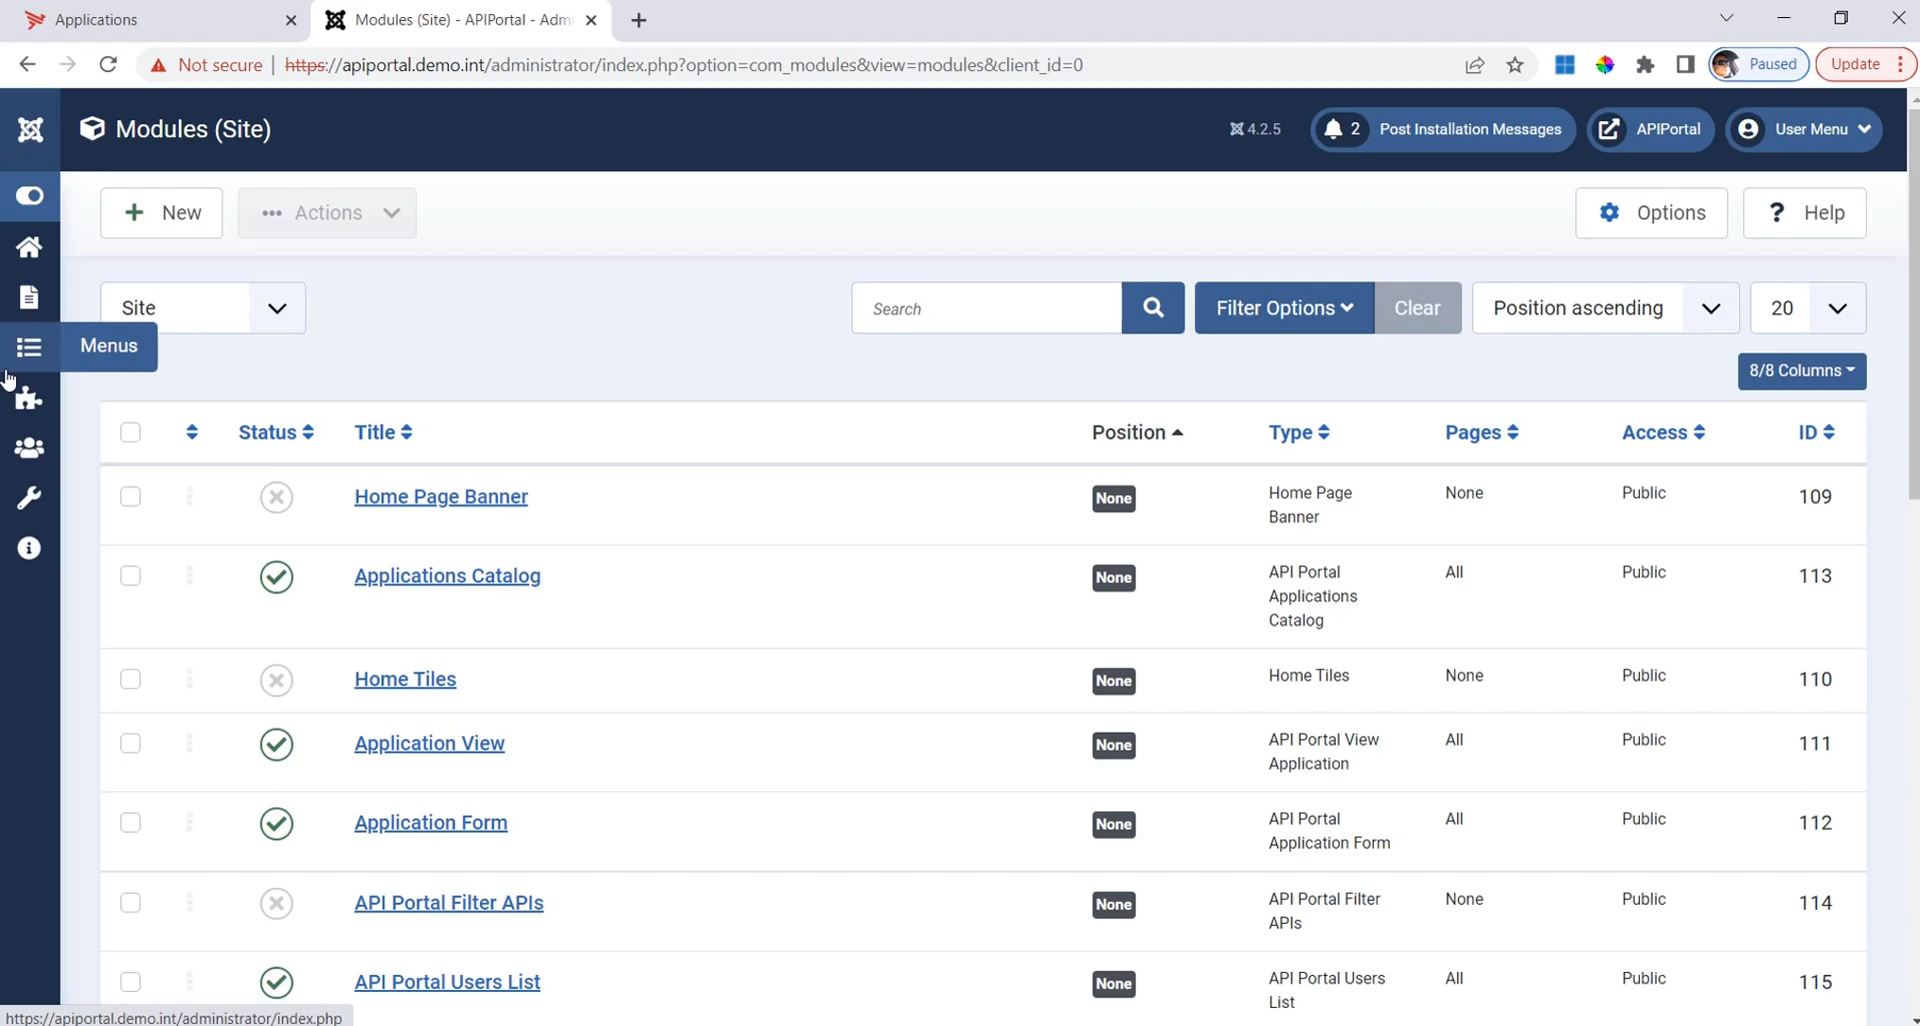 Applications
Modules (Site) - APIPortal - Adm
Not secure
https://apiportal.demo.int/administrator/index.php?option=com_modules&view=modules&client_id=0
Paused
Update
Modules (Site)
4.2.5
2
Post Installation Messages
APIPortal
User Menu
New
Actions
Options
Help
Site
Search
Filter Options
Clear
Position ascending
20
Menus
8/8 Columns
Status
Title
Position
Type
Pages
Access
ID
Home Page Banner
None
Home Page
Banner
None
Public
109
Applications Catalog
None
API Portal
Applications
Catalog
All
Public
113
Home Tiles
None
Home Tiles
None
Public
110
Application View
None
API Portal View
Application
All
Public
111
Application Form
None
API Portal
Application Form
All
Public
112
API Portal Filter APIs
None
API Portal Filter
APIs
None
Public
114
API Portal Users List
None
API Portal Users
List
All
Public
115
https://apiportal.demo.int/administrator/index.php